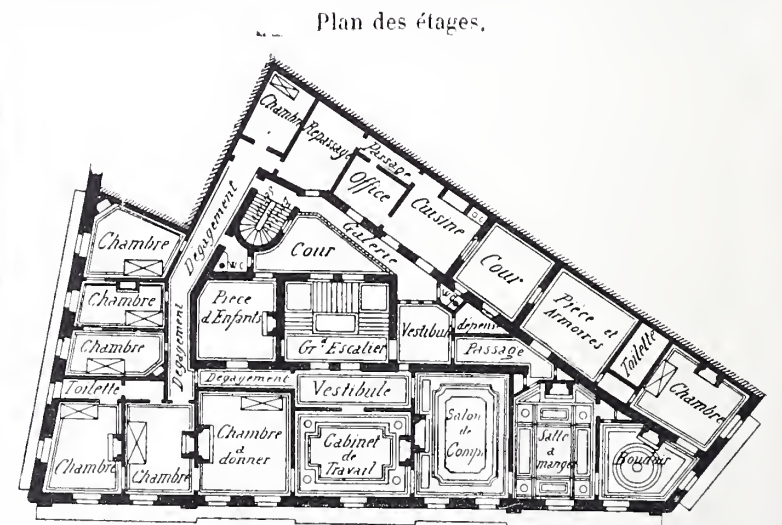 Plan des étages.
Chambre
Repassage
Passage
Office
Cuisine
Dégagement
Galerie
Cour
Cour
Chambre
W.C.
Pièce et
Armoires
Chambre
Pièce
d'Enfants
Vestibule
dépense
Toilette
Chambre
Dégagement
Gr.d Escalier
Passage
Chambre
Toilette
Dégagement
Vestibule
Chambre
Chambre
Chambre
à donner
Cabinet
de
Travail
Salon
de
Comp.
Salle
à
manger
Boudoir